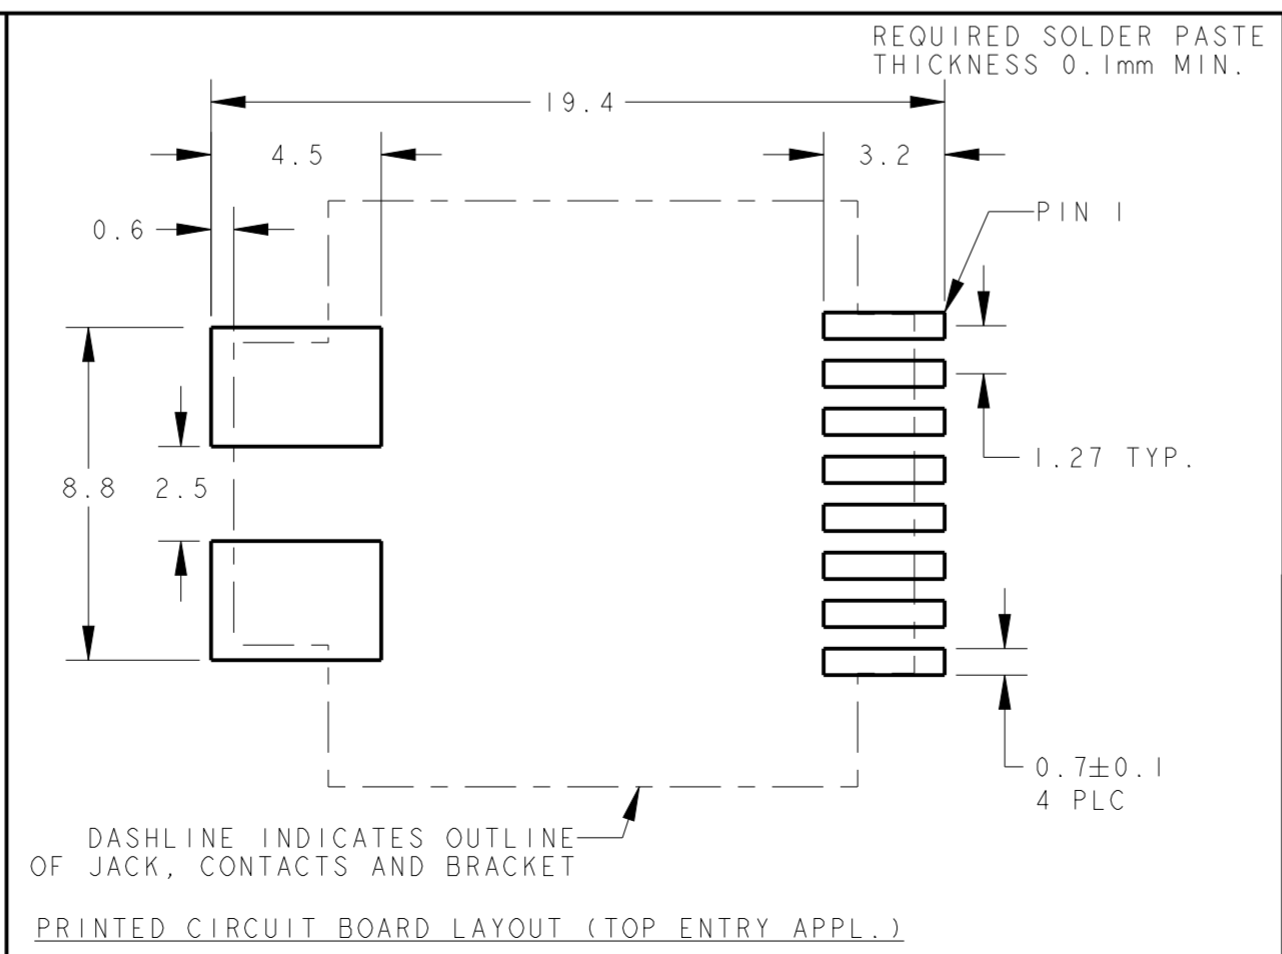 REQUIRED SOLDER PASTE
THICKNESS 0.1mm MIN.
19.4
4.5
3.2
0.6
PIN 1
1.27 TYP.
8.8
2.5
0.7±0.1
4 PLC
DASHLINE INDICATES OUTLINE
OF JACK, CONTACTS AND BRACKET
PRINTED CIRCUIT BOARD LAYOUT (TOP ENTRY APPL.)